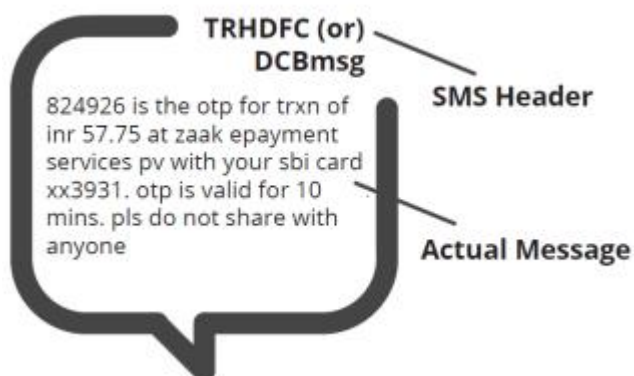 TRHDFC (or)
DCBmsg
SMS Header
824926 is the otp for trxn of
inr 57.75 at zaak epayment
services pv with your sbi card
xx3931. otp is valid for 10
mins. pls do not share with
anyone
Actual Message